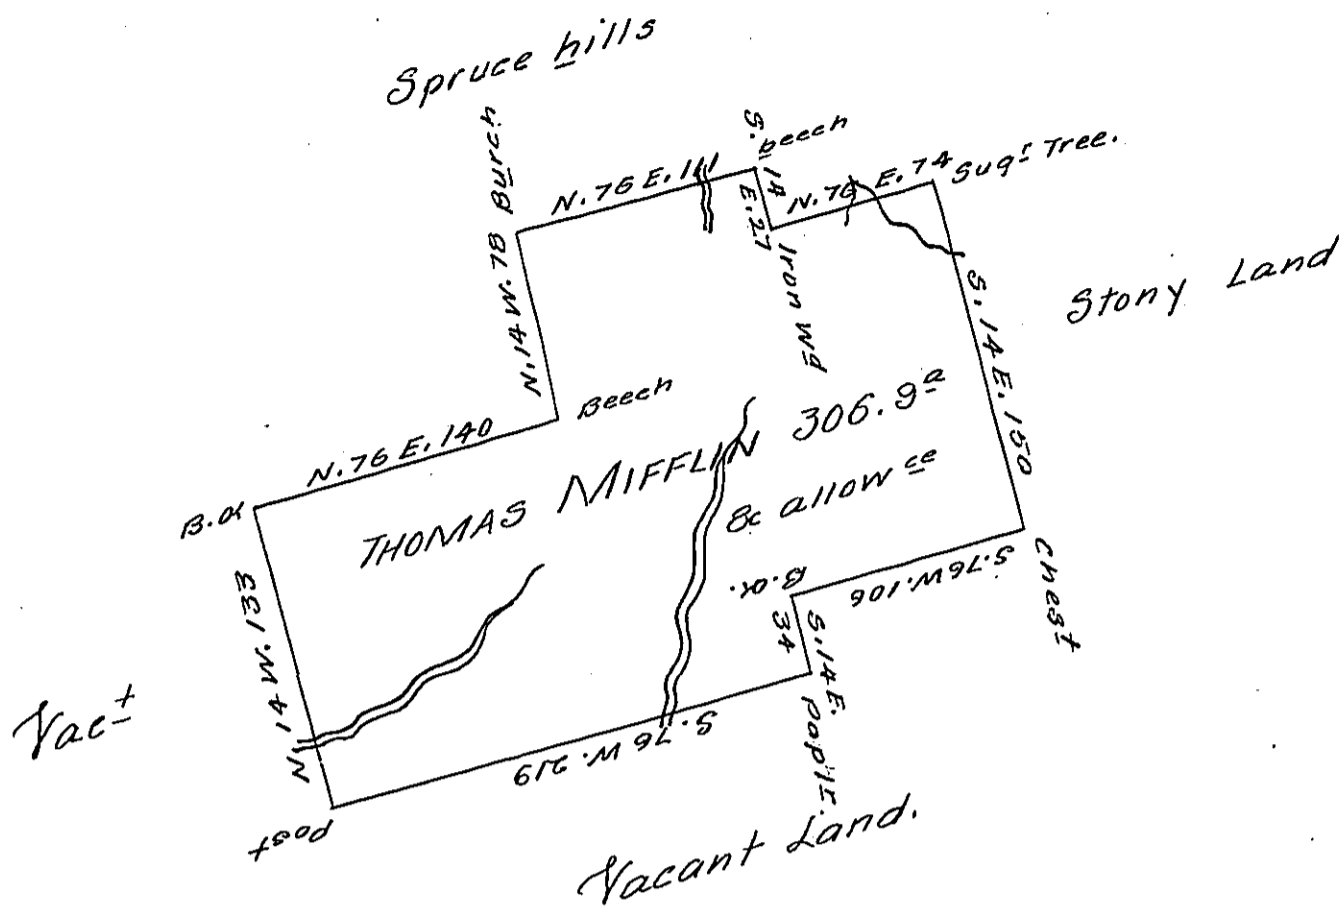 Spruce hills
Burch
N. 76 E. 111
S. 14
E. 27
beech
N. 76 E. 74
Sugr Tree.
N. 14 W. 78
Iron Wd
Stony Land
S. 14 E. 150
Beech
N. 76 E. 140
B. o.
THOMAS MIFFLIN 306. 9a
& allow ce
Chest
S. 76 W. 106
B. o.
S. 14 E.
34
poplr.
N 14 W. 133
Vact
S. 76 W. 219
Post
Vacant Land.